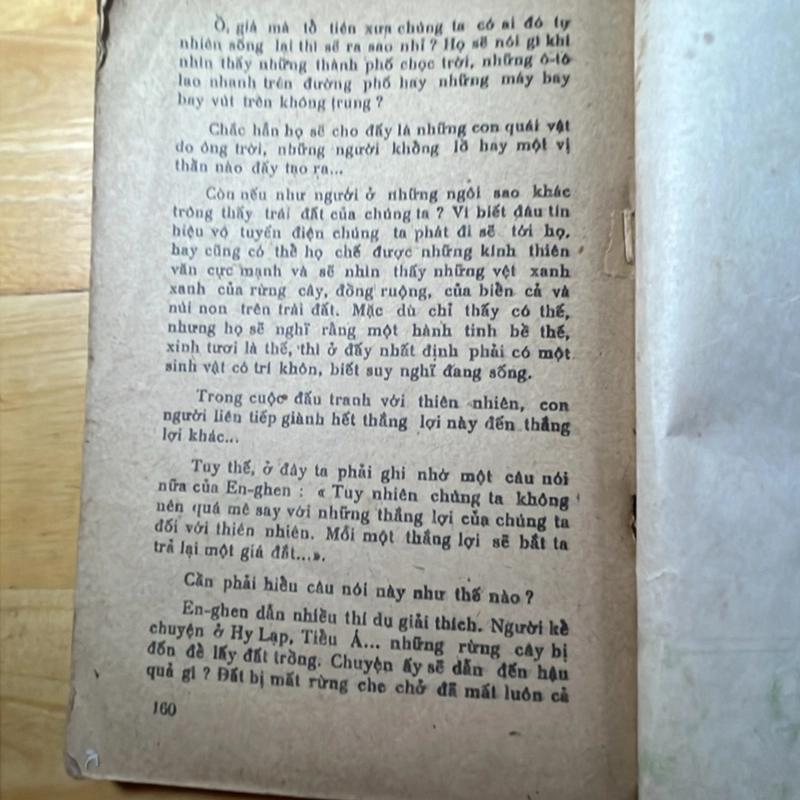 Ồ, giá mà tổ tiên xưa chúng ta có ai đó tự
nhiên sống lại thì sẽ ra sao nhỉ ? Họ sẽ nói gì khi
nhìn thấy những thành phố chọc trời, những ô-tô
lao nhanh trên đường phố hay những máy bay
bay vút trên không trung ?
Chắc hẳn họ sẽ cho đấy là những con quái vật
do ông trời, những người khổng lồ hay một vị
thần nào đấy tạo ra...
Còn nếu như người ở những ngôi sao khác
trông thấy trái đất của chúng ta ? Vì biết đâu tín
hiệu vô tuyến điện chúng ta phát đi sẽ tới họ,
hay cũng có thể họ chế được những kính thiên
văn cực mạnh và sẽ nhìn thấy những vệt xanh
xanh của rừng cây, đồng ruộng, của biển cả và
núi non trên trái đất. Mặc dù chỉ thấy có thế,
nhưng họ sẽ nghĩ rằng một hành tinh bề thế,
xinh tươi là thế, thì ở đấy nhất định phải có một
sinh vật có trí khôn, biết suy nghĩ đang sống.
Trong cuộc đấu tranh với thiên nhiên, con
người liên tiếp giành hết thắng lợi này đến thắng
lợi khác...
Tuy thế, ở đây ta phải ghi nhớ một câu nói
nữa của En-ghen : « Tuy nhiên chúng ta không
nên quá mê say với những thắng lợi của chúng ta
đối với thiên nhiên. Mỗi một thắng lợi sẽ bắt ta
trả lại một giá đắt...».
Cần phải hiểu câu nói này như thế nào ?
En-ghen dẫn nhiều thí dụ giải thích. Người kể
chuyện ở Hy Lạp, Tiểu Á... những rừng cây bị
đốn để lấy đất trồng. Chuyện ấy sẽ dẫn đến hậu
quả gì ? Đất bị mất rừng che chở đã mất luôn cả
160